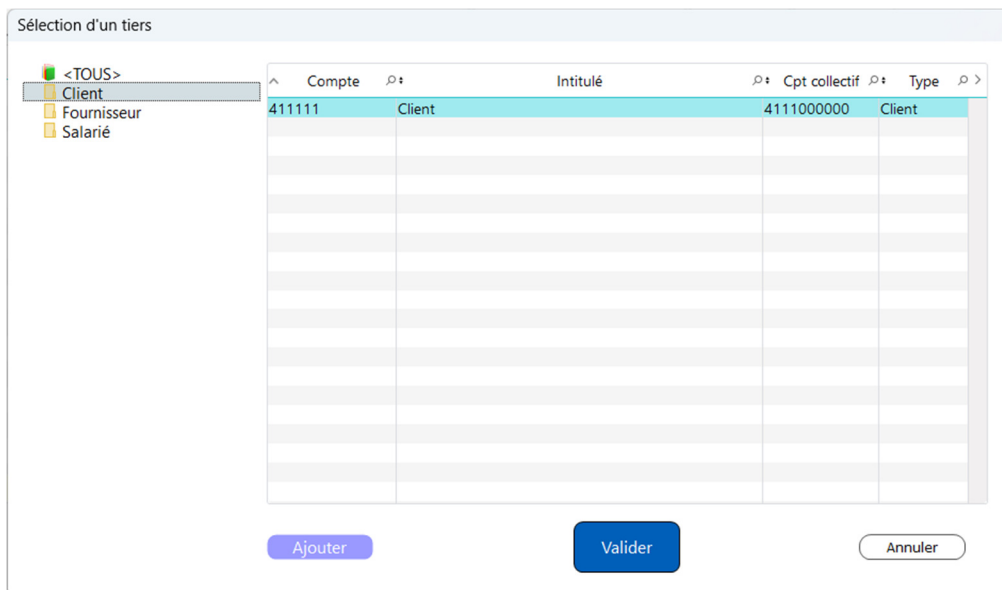 Sélection d'un tiers
<TOUS>
Client
Fournisseur
Salarié
Compte Intitulé Cpt collectif Type
411111 Client 4111000000 Client
Ajouter Valider Annuler